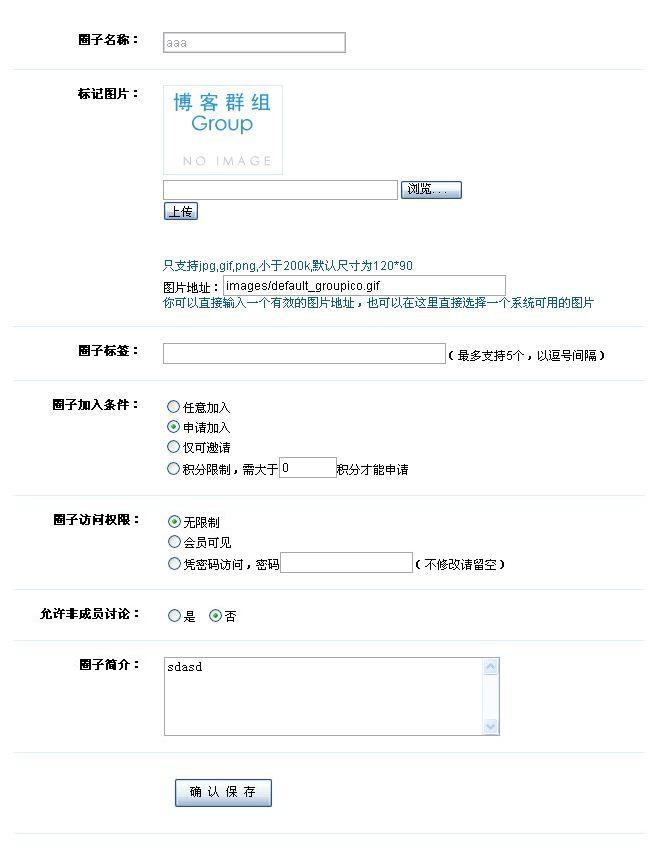 圈子名称： aaa
标记图片：
博客群组
Group
NO IMAGE
浏览...
上传
只支持jpg,gif,png,小于200k,默认尺寸为120*90
图片地址： images/default_groupico.gif
你可以直接输入一个有效的图片地址，也可以在这里直接选择一个系统可用的图片
圈子标签： （最多支持5个，以逗号间隔）
圈子加入条件：
任意加入
申请加入
仅可邀请
积分限制，需大于 0 积分才能申请
圈子访问权限：
无限制
会员可见
凭密码访问，密码 （不修改请留空）
允许非成员讨论： 是 否
圈子简介： sdasd
确认保存